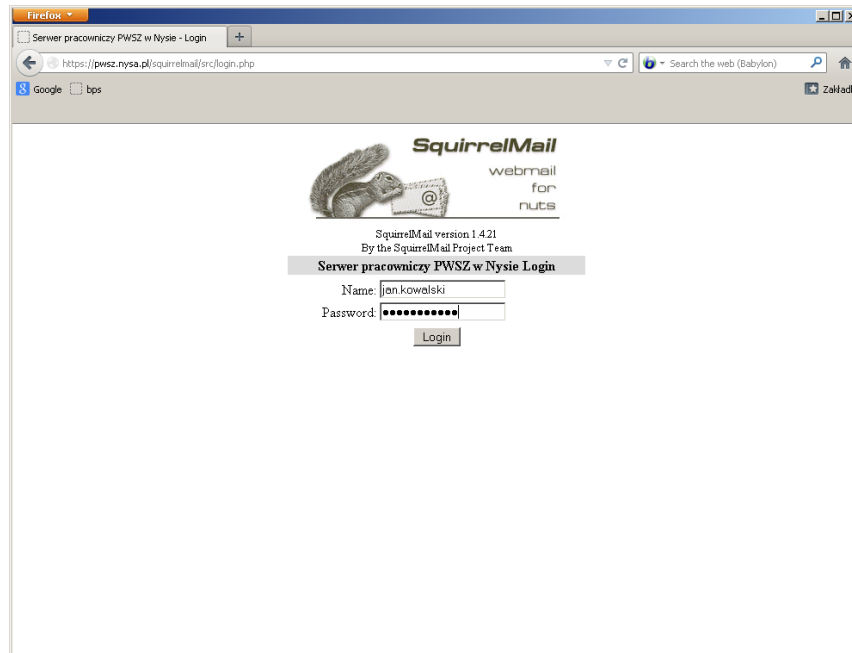 Firefox
Serwer pracowniczy PWSZ w Nysie - Login
https://pwsz.nysa.pl/squirrelmail/src/login.php
Search the web (Babylon)
Google
bps
Zakład
SquirrelMail
webmail
for
nuts
@
SquirrelMail version 1.4.21
By the SquirrelMail Project Team
Serwer pracowniczy PWSZ w Nysie Login
Name: jan.kowalski
Password: •••••••••••
Login